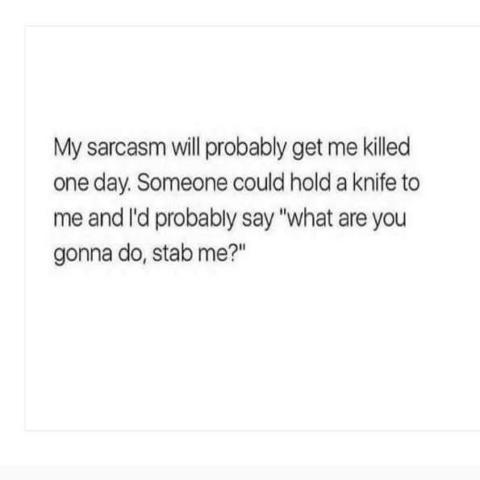 My sarcasm will probably get me killed
one day. Someone could hold a knife to
me and I'd probably say "what are you
gonna do, stab me?"